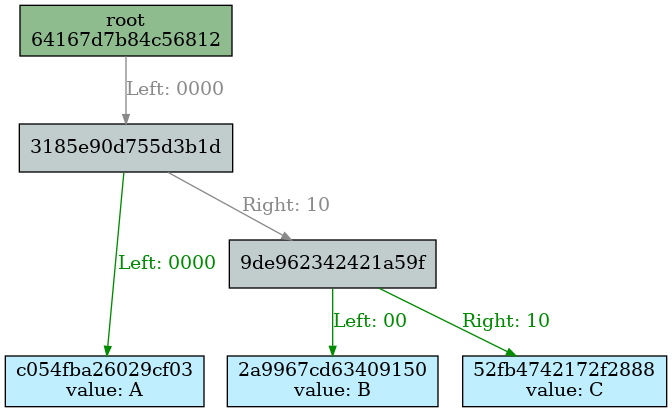 root
64167d7b84c56812
Left: 0000
3185e90d755d3b1d
Right: 10
Left: 0000
9de962342421a59f
Left: 00
Right: 10
c054fba26029cf03
value: A
2a9967cd63409150
value: B
52fb4742172f2888
value: C